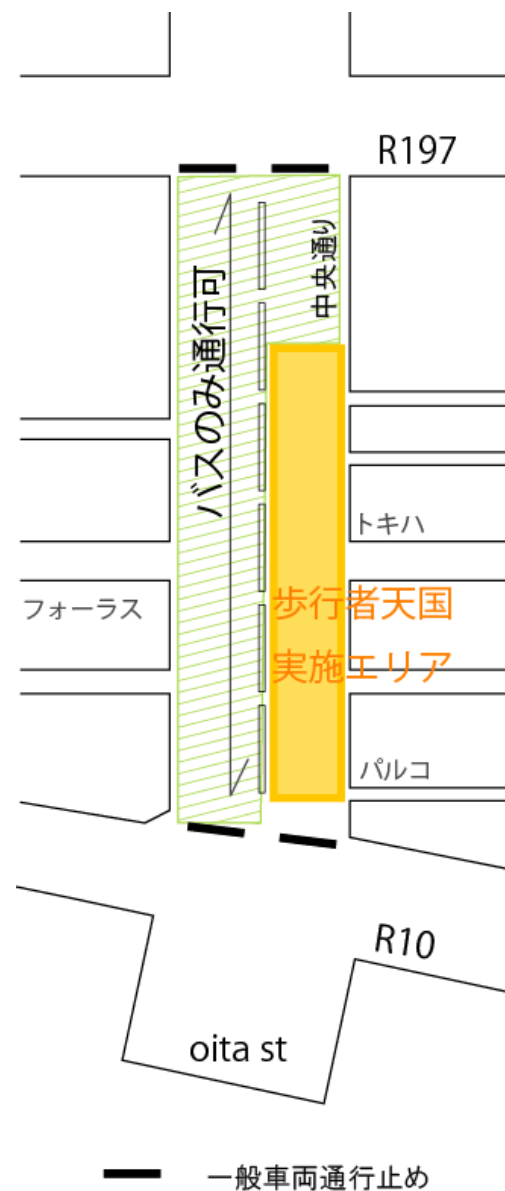 R197
中央通り
バスのみ通行可
トキハ
フォーラス
歩行者天国
実施エリア
パルコ
R10
oita st
一般車両通行止め